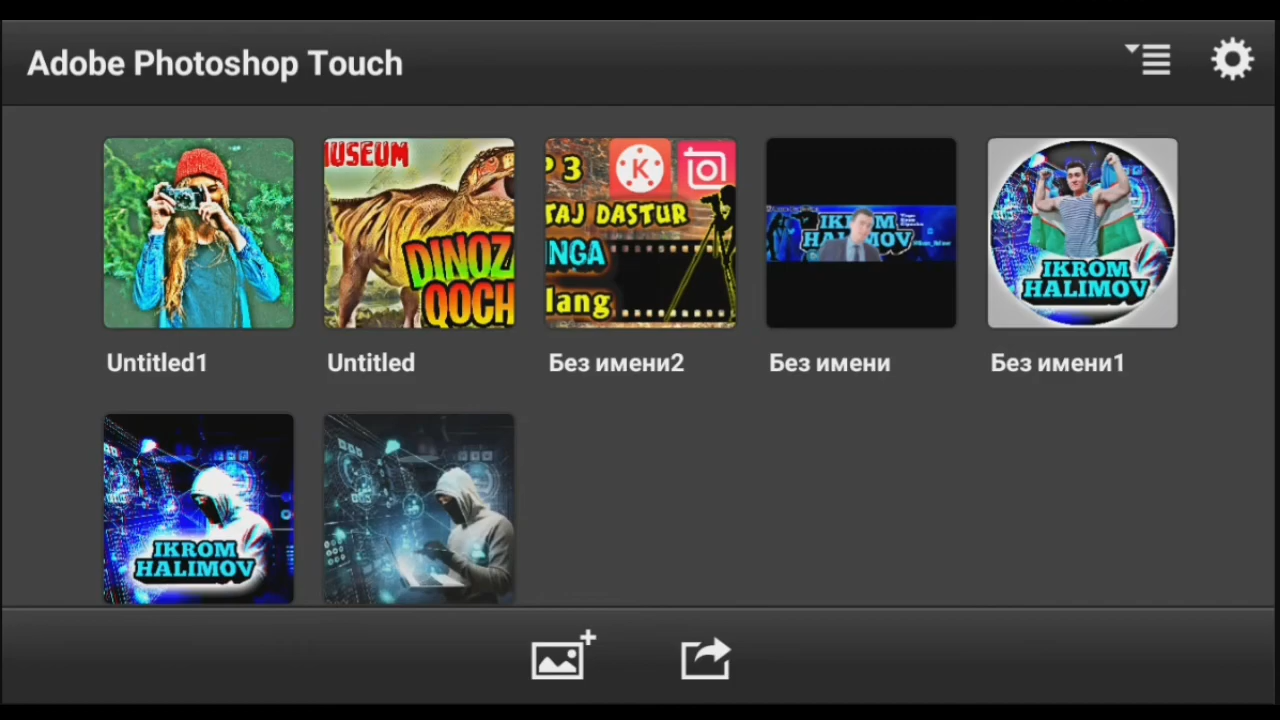 Adobe Photoshop Touch
MUSEUM
DINOZ
QOCH
P 3
K
TAJ DASTUR
NGA
lang
IKROM
HALIMOV
IKROM
HALIMOV
Untitled1
Untitled
Без имени2
Без имени
Без имени1
IKROM
HALIMOV